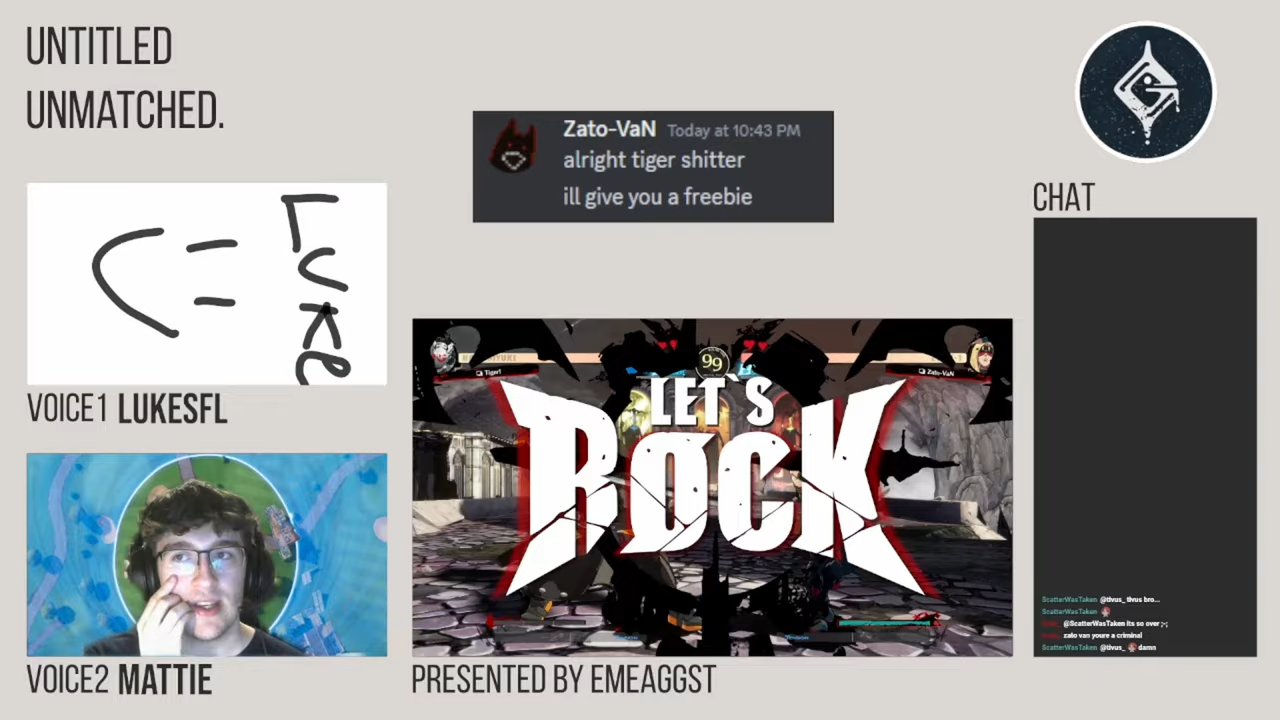 UNTITLED
UNMATCHED.
Zato-VaN Today at 10:43 PM
alright tiger shitter
ill give you a freebie
CHAT
Luke
VOICE1 LUKESFL
99
Tiger!
Zato-VaN
LET'S
ROCK
VOICE2 MATTIE
PRESENTED BY EMEAGGST
ScatterWasTaken @tivus_ tivus bro...
ScatterWasTaken
@ScatterWasTaken its so over ;-;
zato van youre a criminal
ScatterWasTaken @tivus_ damn